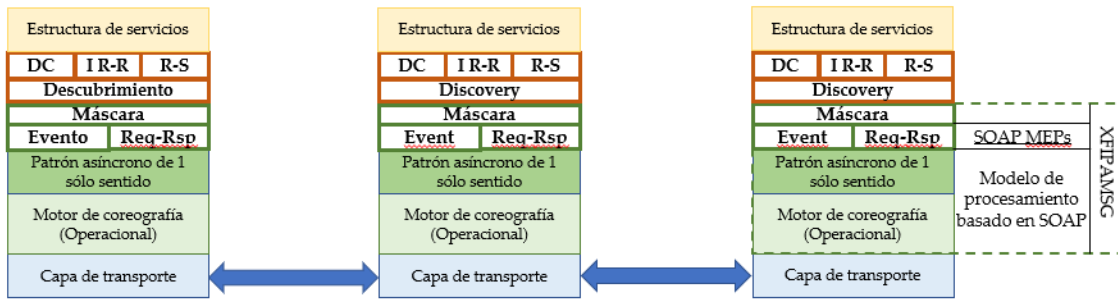 Estructura de servicios
DC
I R-R
R-S
Descubrimiento
Máscara
Evento
Req-Rsp
Patrón asíncrono de 1
sólo sentido
Motor de coreografía
(Operacional)
Capa de transporte
Estructura de servicios
DC
I R-R
R-S
Discovery
Máscara
Event
Req-Rsp
Patrón asíncrono de 1
sólo sentido
Motor de coreografía
(Operacional)
Capa de transporte
Estructura de servicios
DC
I R-R
R-S
Discovery
Máscara
Event
Req-Rsp
Patrón asíncrono de 1
sólo sentido
Motor de coreografía
(Operacional)
Capa de transporte
SOAP MEPs
Modelo de
procesamiento
basado en SOAP
XFIPAMSG